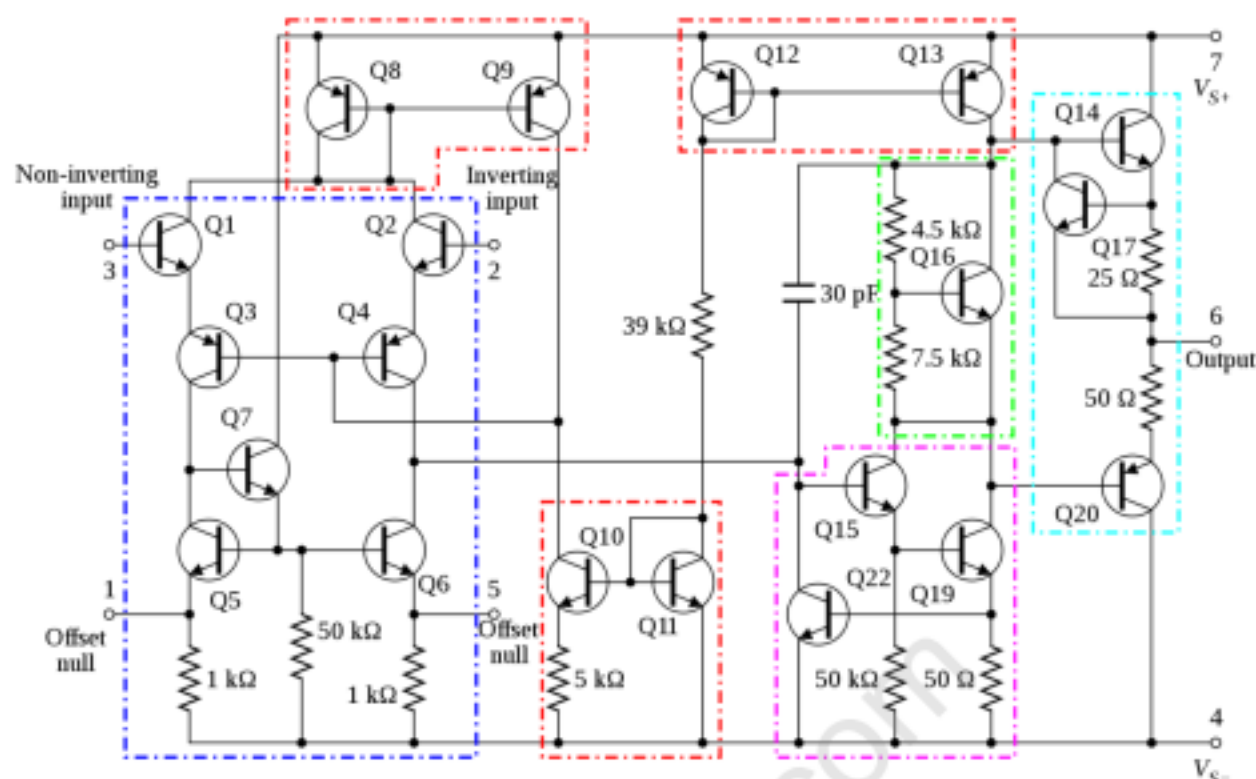 Q8
Q9
Q12
Q13
7
V_S+
Q14
Non-inverting
input
Inverting
input
Q1
Q2
3
2
4.5 kΩ
Q16
Q17
25 Ω
Q3
Q4
30 pF
39 kΩ
7.5 kΩ
6
Output
50 Ω
Q7
Q15
Q20
Q10
Q5
Q6
Q22
Q19
1
5
Offset
null
Offset
null
Q11
50 kΩ
1 kΩ
1 kΩ
5 kΩ
50 kΩ
50 Ω
4
V_S−
com